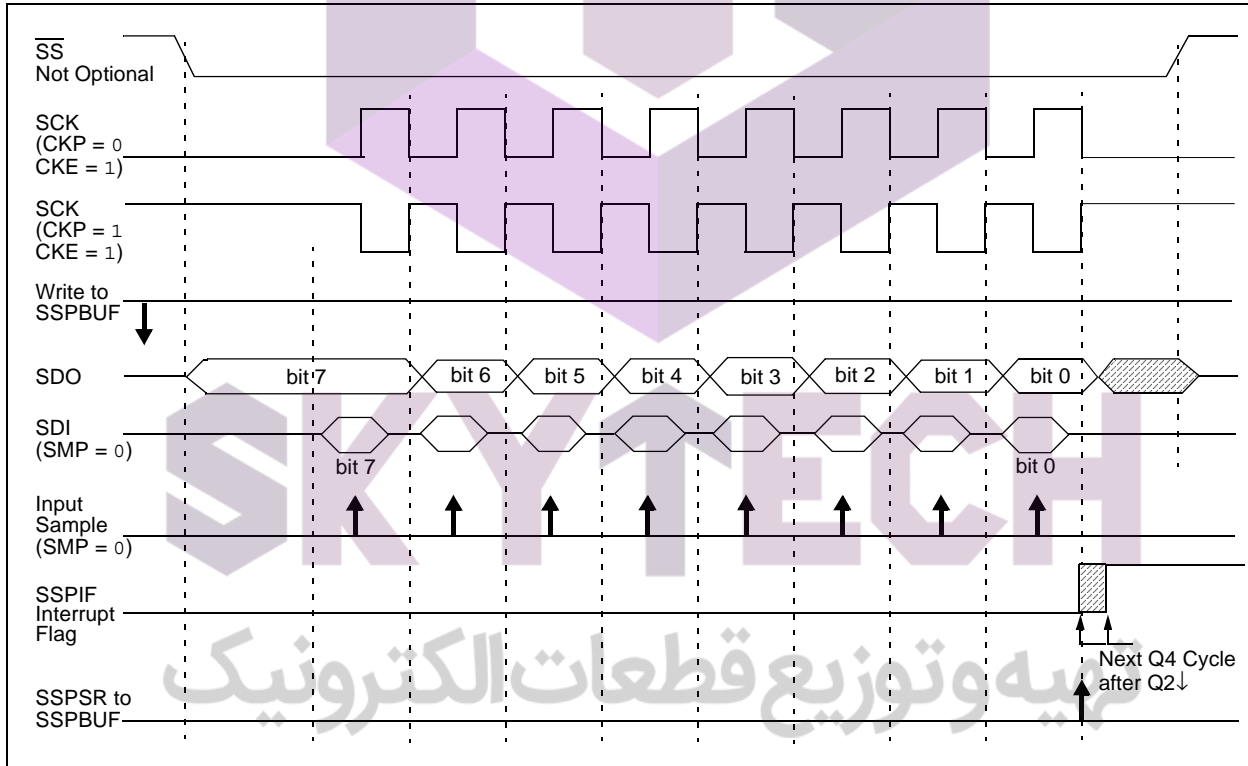 SS
Not Optional
SCK
(CKP = 0
CKE = 1)
SCK
(CKP = 1
CKE = 1)
Write to
SSPBUF
SDO
bit 7 bit 6 bit 5 bit 4 bit 3 bit 2 bit 1 bit 0
SDI
(SMP = 0)
bit 7 bit 0
Input
Sample
(SMP = 0)
SSPIF
Interrupt
Flag
Next Q4 Cycle
after Q2↓
SSPSR to
SSPBUF
SKYTECH
تهیه و توزیع قطعات الکترونیک